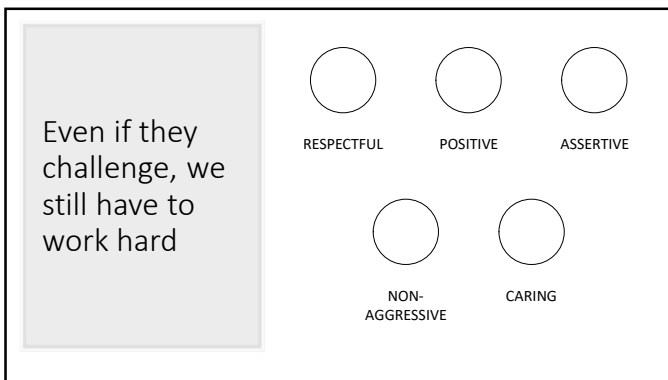 Even if they
challenge, we
still have to
work hard
RESPECTFUL
POSITIVE
ASSERTIVE
NON-
AGGRESSIVE
CARING